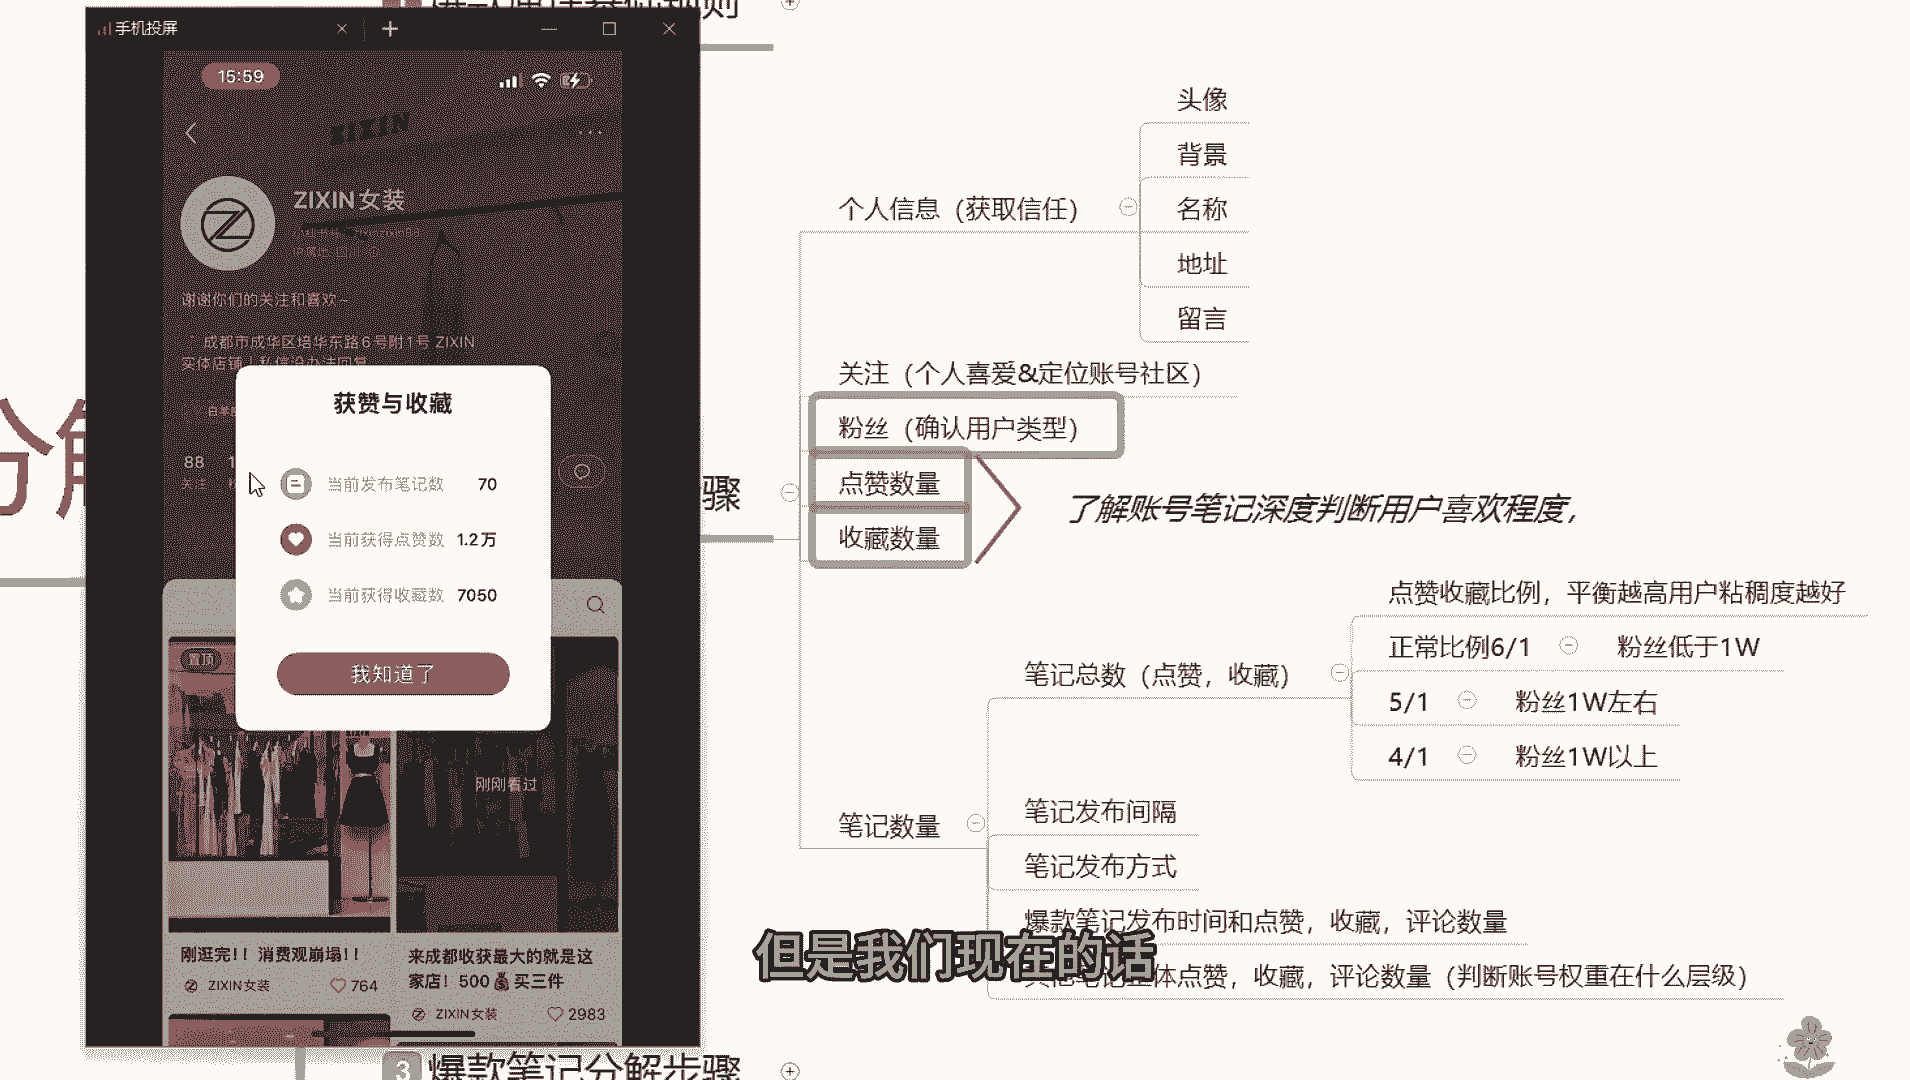 手机投屏
15:59
ZIXIN
ZIXIN女装
谢谢你们的关注和喜欢~
成都市成华区培华东路6号附1号 ZIXIN
实体店铺
88
关注
获赞与收藏
当前发布笔记数 70
当前获得点赞数 1.2万
当前获得收藏数 7050
我知道了
置顶
刚刚看过
刚逛完!! 消费观崩塌!!
ZIXIN女装 764
来成都收获最大的就是这
家店! 500💰买三件
ZIXIN女装 2983
骤
个人信息（获取信任）
头像
背景
名称
地址
留言
关注（个人喜爱&定位账号社区）
粉丝（确认用户类型）
点赞数量
收藏数量
了解账号笔记深度判断用户喜欢程度，
笔记数量
笔记总数（点赞，收藏）
点赞收藏比例，平衡越高用户粘稠度越好
正常比例6/1 粉丝低于1W
5/1 粉丝1W左右
4/1 粉丝1W以上
笔记发布间隔
笔记发布方式
爆款笔记发布时间和点赞，收藏，评论数量
体点赞，收藏，评论数量（判断账号权重在什么层级）
但是我们现在的话
3 爆款笔记分解步骤